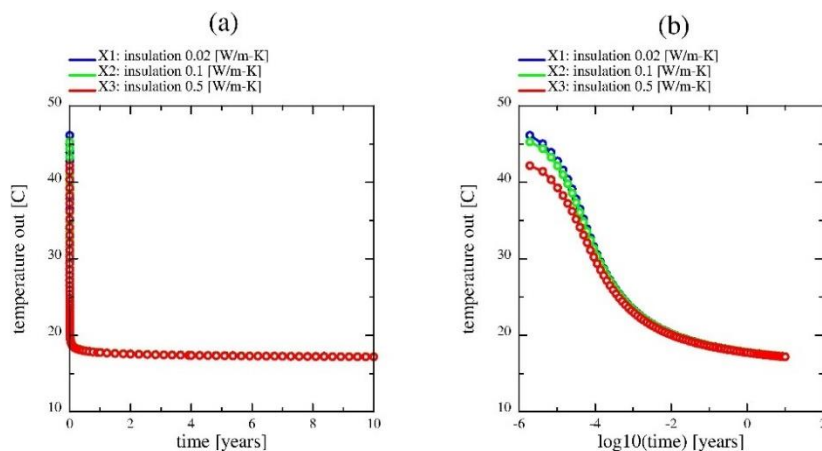 (a)
X1: insulation 0.02 [W/m-K]
X2: insulation 0.1 [W/m-K]
X3: insulation 0.5 [W/m-K]
50
40
30
20
10
temperature out [C]
0 2 4 6 8 10
time [years]
(b)
X1: insulation 0.02 [W/m-K]
X2: insulation 0.1 [W/m-K]
X3: insulation 0.5 [W/m-K]
50
40
30
20
10
temperature out [C]
-6 -4 -2 0 2
log10(time) [years]